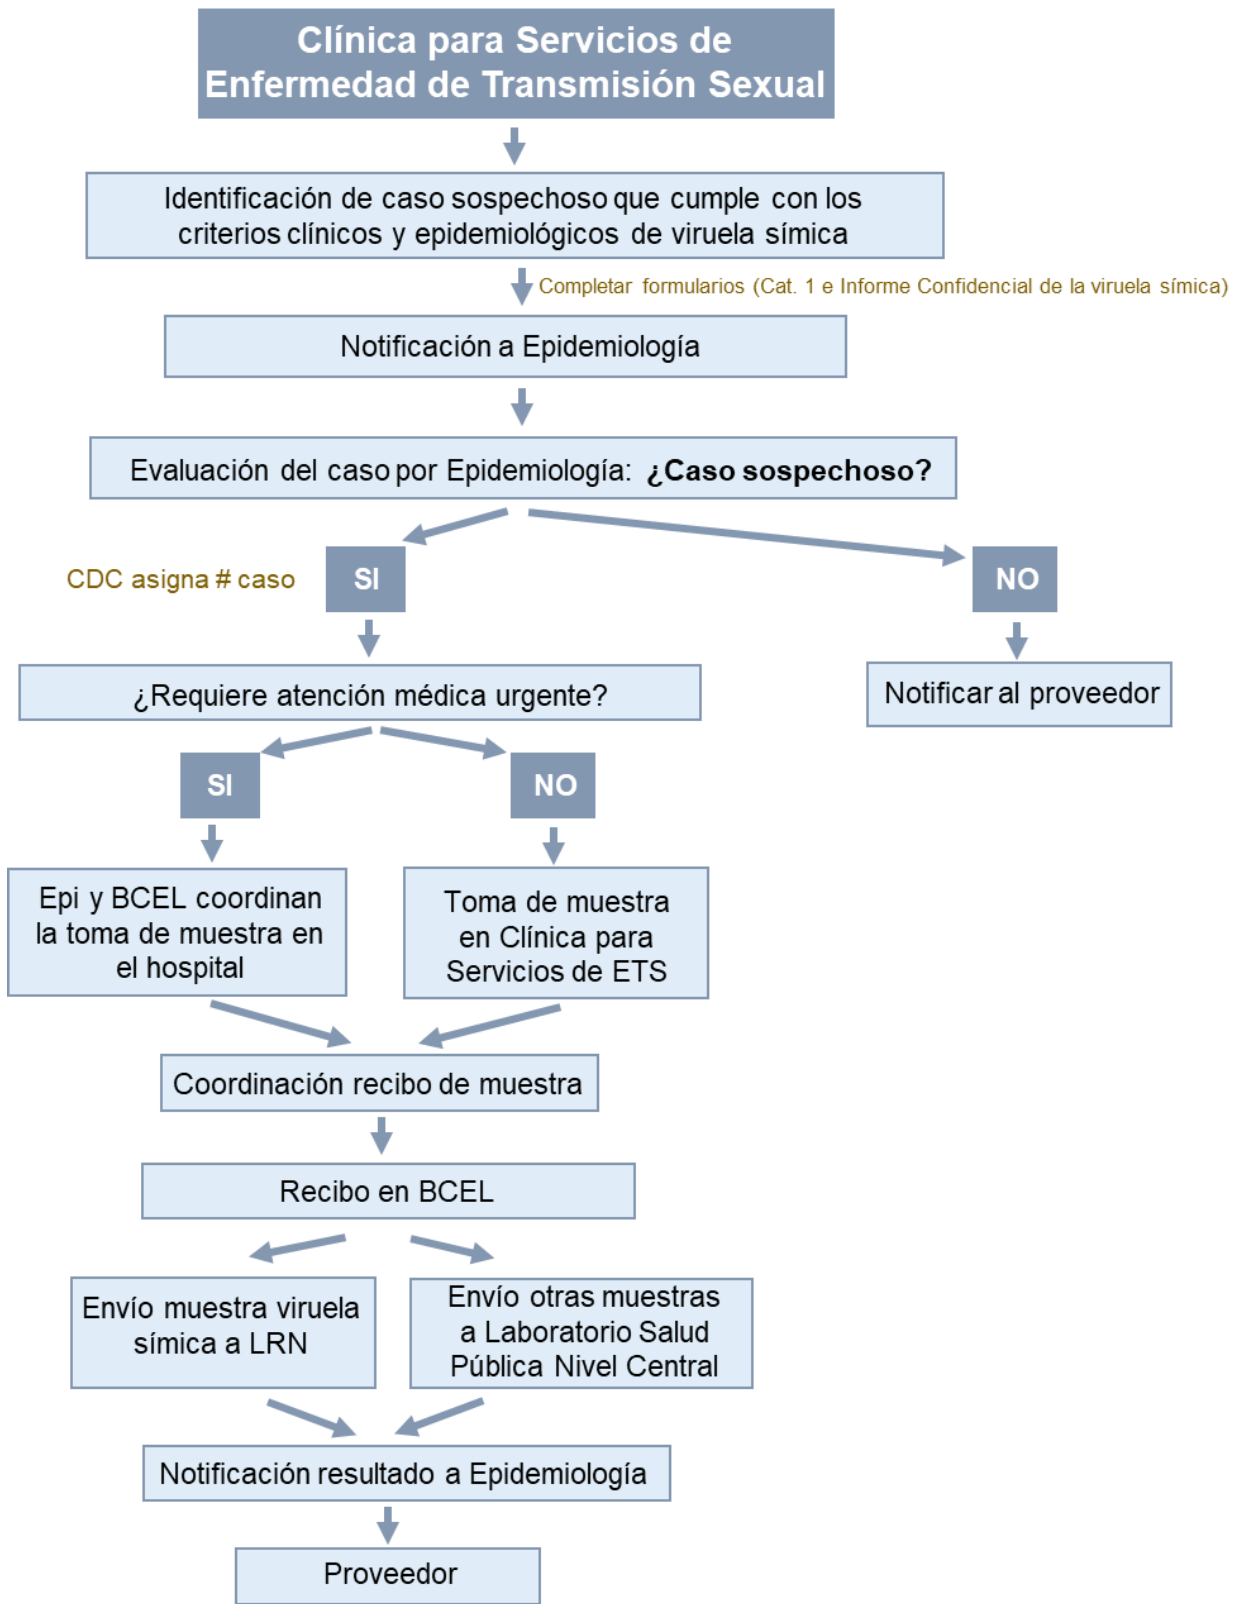 Clínica para Servicios de
Enfermedad de Transmisión Sexual
Identificación de caso sospechoso que cumple con los
criterios clínicos y epidemiológicos de viruela símica
Completar formularios (Cat. 1 e Informe Confidencial de la viruela símica)
Notificación a Epidemiología
Evaluación del caso por Epidemiología: ¿Caso sospechoso?
CDC asigna # caso
SI
NO
¿Requiere atención médica urgente?
Notificar al proveedor
SI
NO
Epi y BCEL coordinan
la toma de muestra en
el hospital
Toma de muestra
en Clínica para
Servicios de ETS
Coordinación recibo de muestra
Recibo en BCEL
Envío muestra viruela
símica a LRN
Envío otras muestras
a Laboratorio Salud
Pública Nivel Central
Notificación resultado a Epidemiología
Proveedor